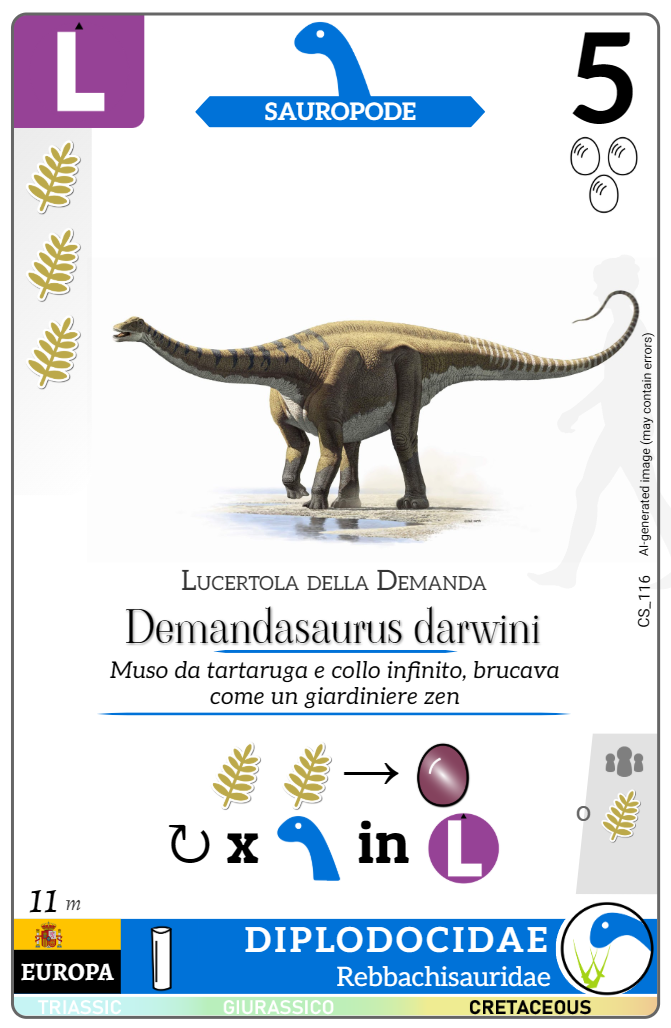 L
SAUROPODE
5
AI-generated image (may contain errors)
CS_116
Lucertola della Demanda
Demandasaurus darwini
Muso da tartaruga e collo infinito, brucava
come un giardiniere zen
o
↻ x in L
11 m
EUROPA
DIPLODOCIDAE
Rebbachisauridae
TRIASSIC GIURASSICO CRETACEOUS